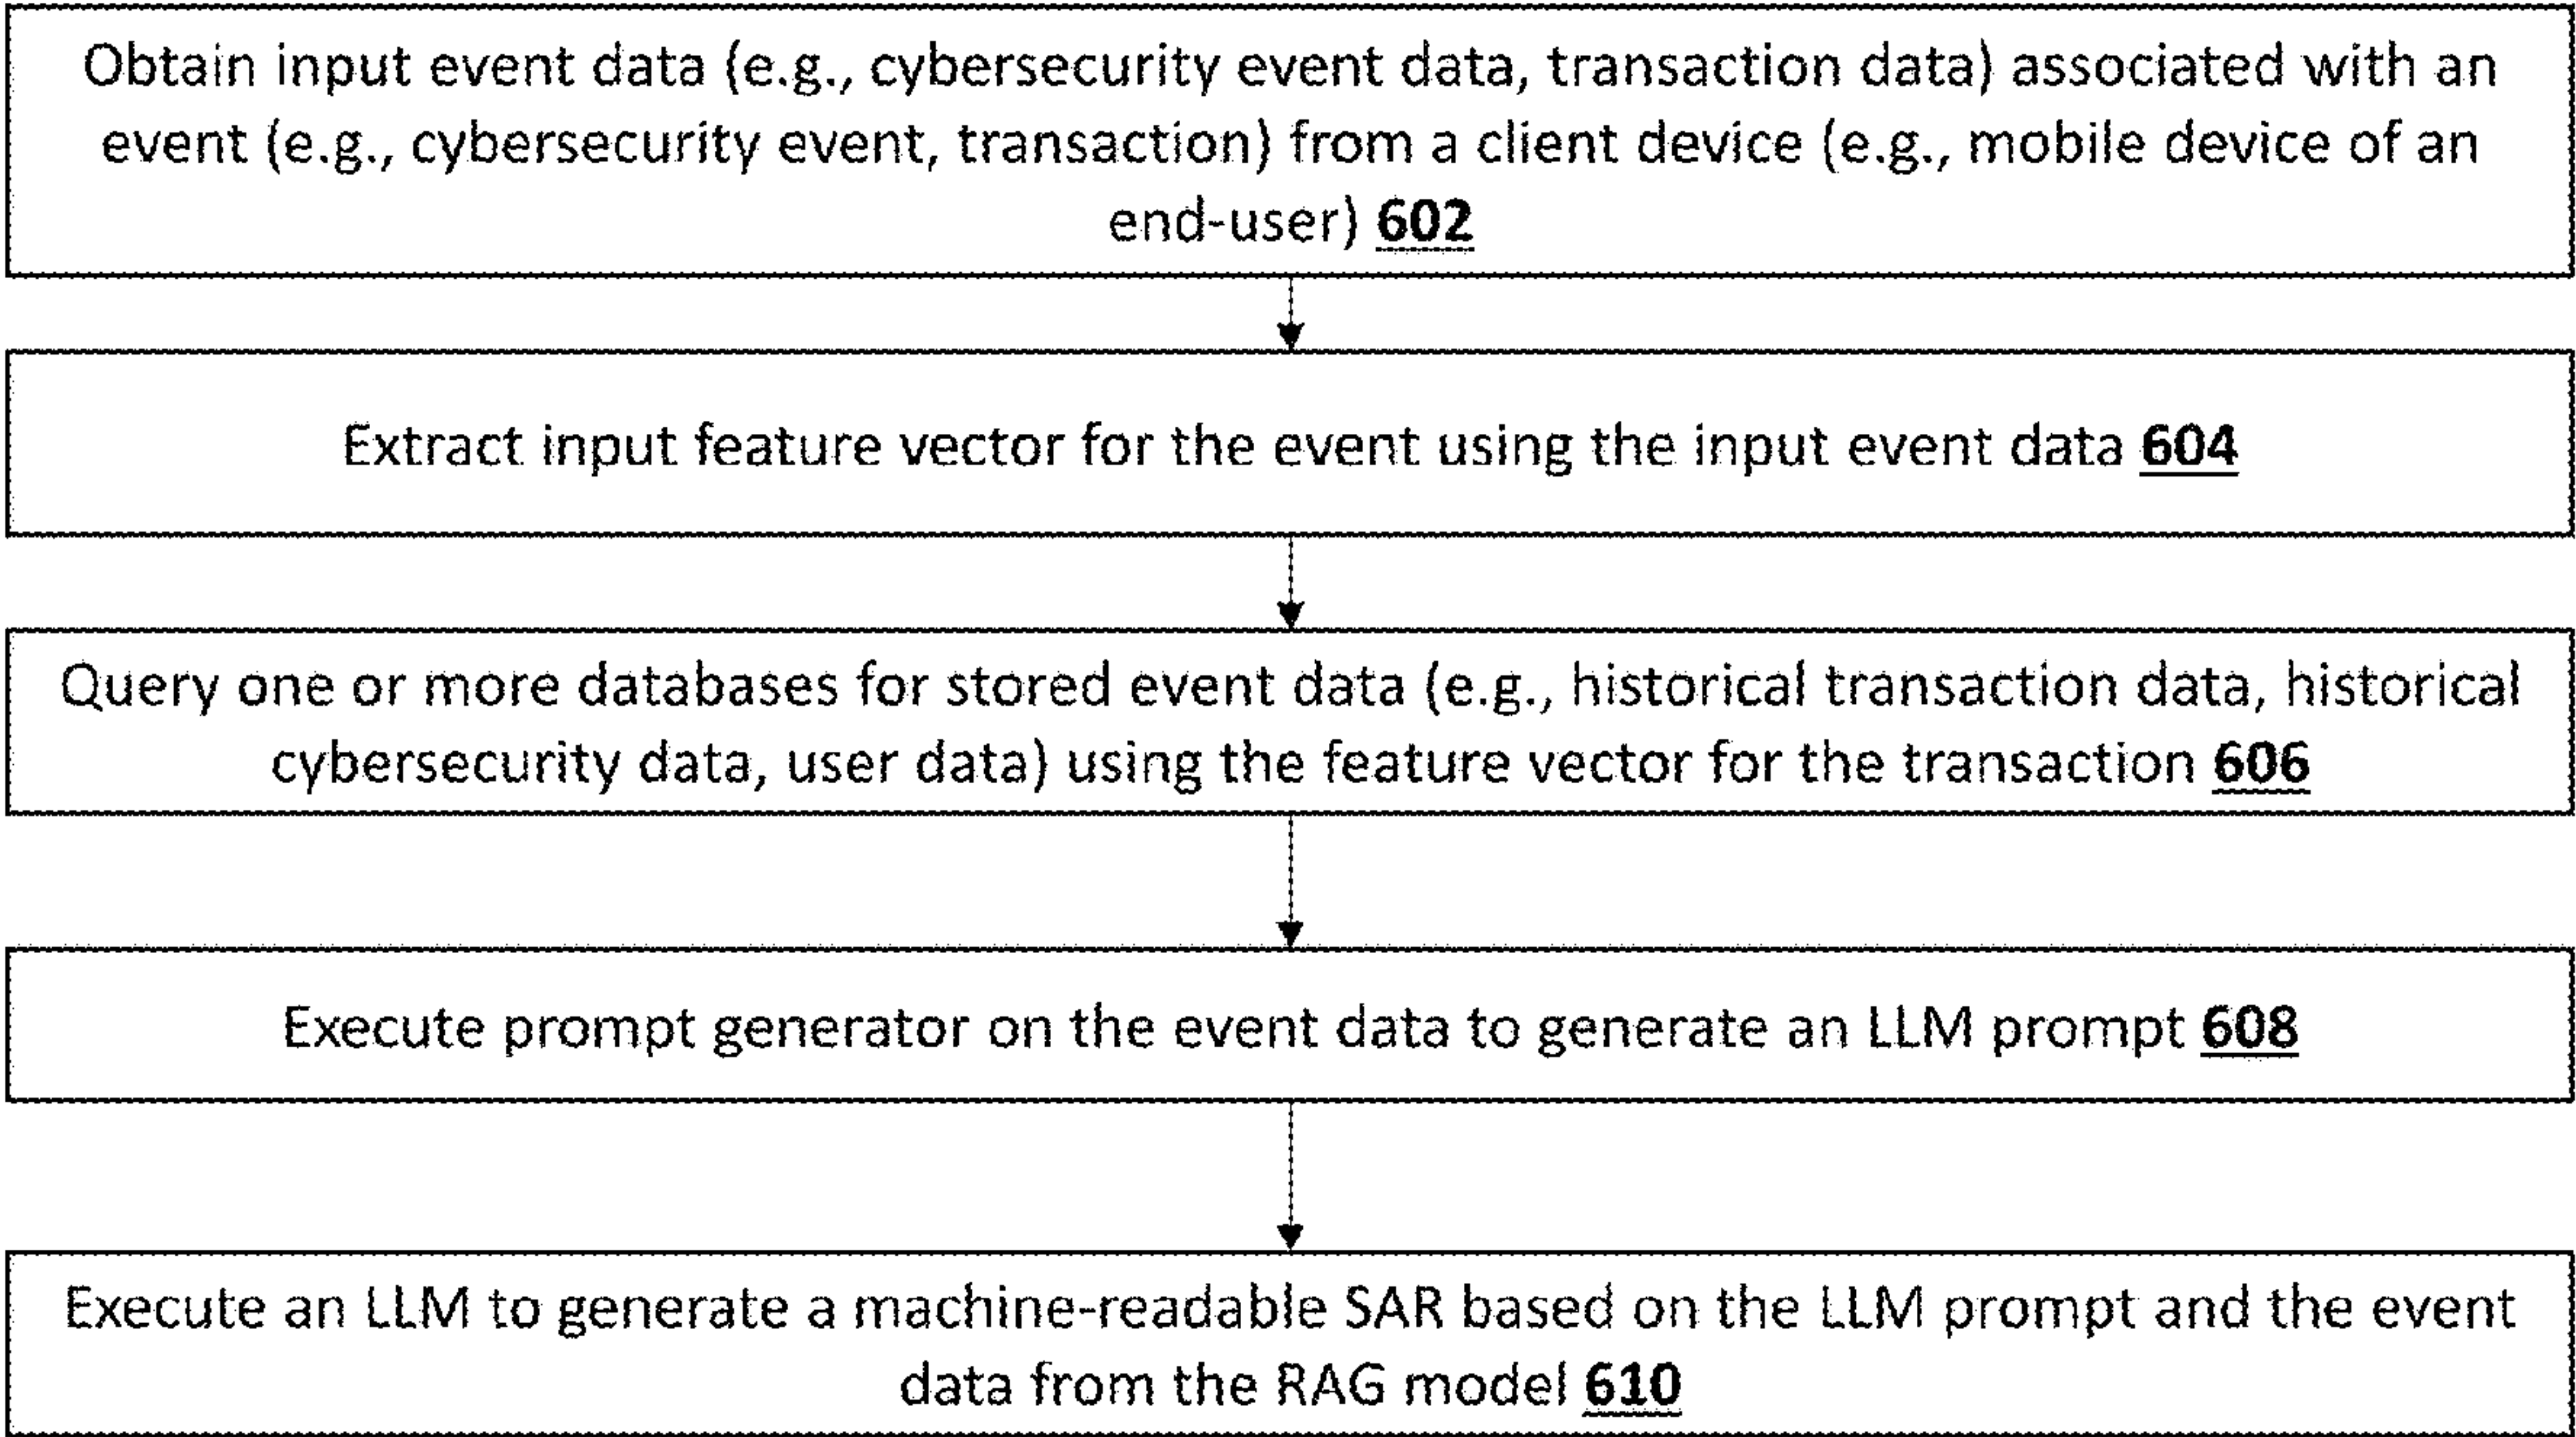 Obtain input event data (e.g., cybersecurity event data, transaction data) associated with an
event (e.g., cybersecurity event, transaction) from a client device (e.g., mobile device of an
end-user) 602
Extract input feature vector for the event using the input event data 604
Query one or more databases for stored event data (e.g., historical transaction data, historical
cybersecurity data, user data) using the feature vector for the transaction 606
Execute prompt generator on the event data to generate an LLM prompt 608
Execute an LLM to generate a machine-readable SAR based on the LLM prompt and the event
data from the RAG model 610